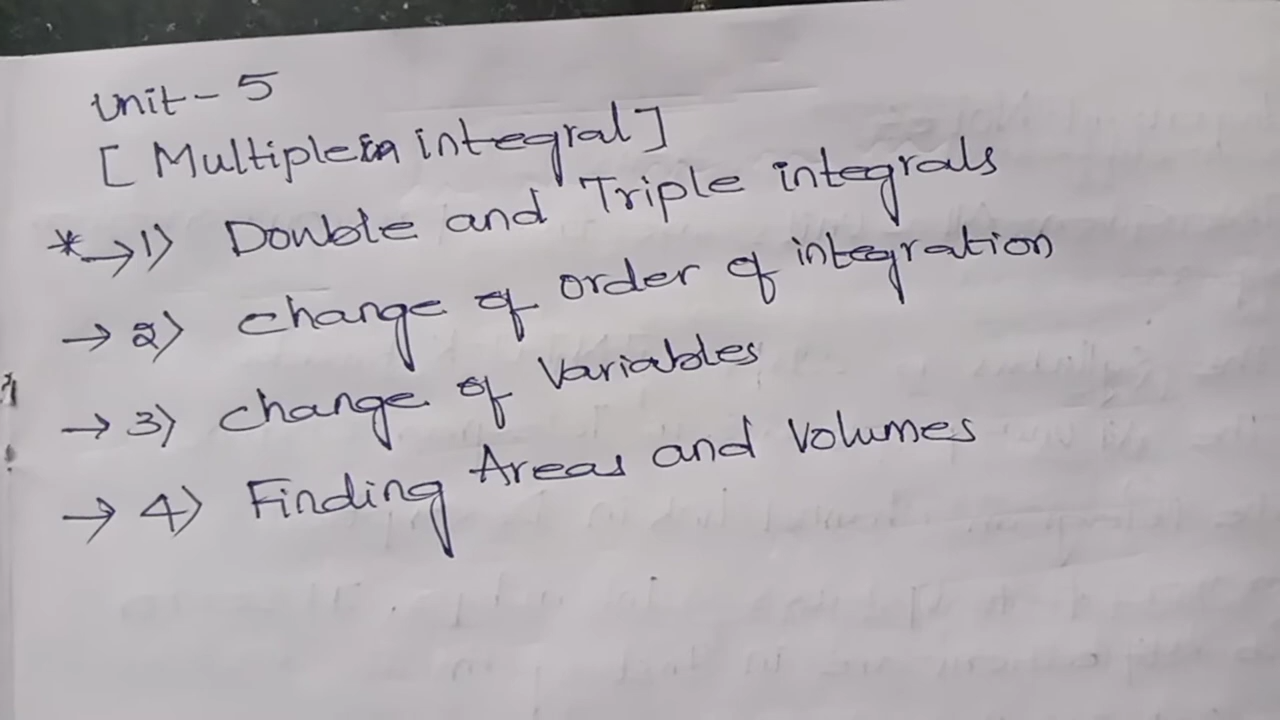 Unit - 5
[ Multiple integral ]
* → 1) Double and Triple integrals
→ 2) change of order of integration
→ 3) change of Variables
→ 4) Finding Areas and Volumes